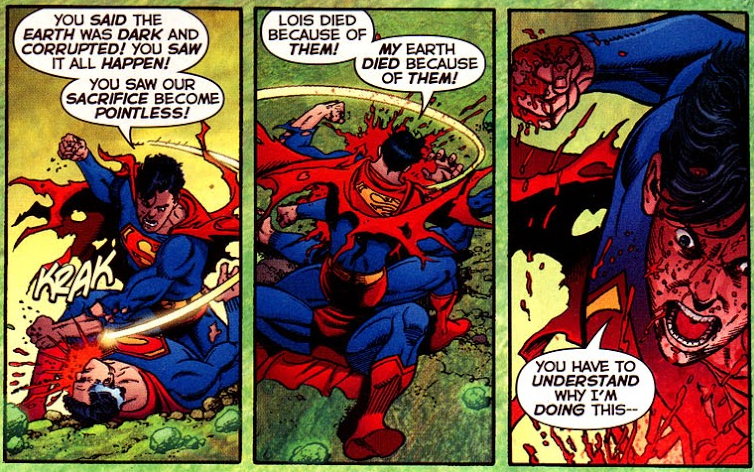 YOU SAID THE
EARTH WAS DARK AND
CORRUPTED! YOU SAW
IT ALL HAPPEN!
YOU SAW OUR
SACRIFICE BECOME
POINTLESS!
KRAK
LOIS DIED
BECAUSE OF
THEM!
MY EARTH
DIED BECAUSE
OF THEM!
YOU HAVE TO
UNDERSTAND
WHY I'M
DOING THIS--